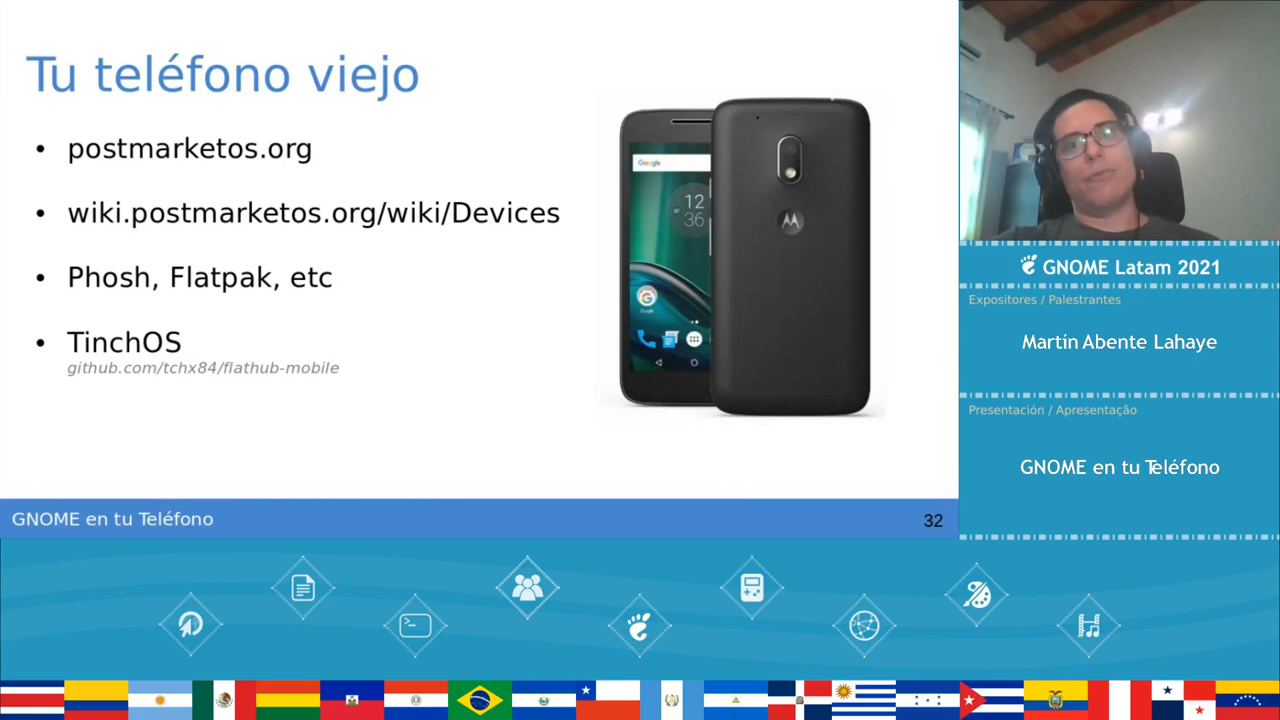 Tu teléfono viejo
• postmarketos.org
• wiki.postmarketos.org/wiki/Devices
• Phosh, Flatpak, etc
• TinchOS
github.com/tchx84/flathub-mobile
Google
12
36
Google
GNOME en tu Teléfono
32
GNOME Latam 2021
Expositores / Palestrantes
Martín Abente Lahaye
Presentación / Apresentação
GNOME en tu Teléfono